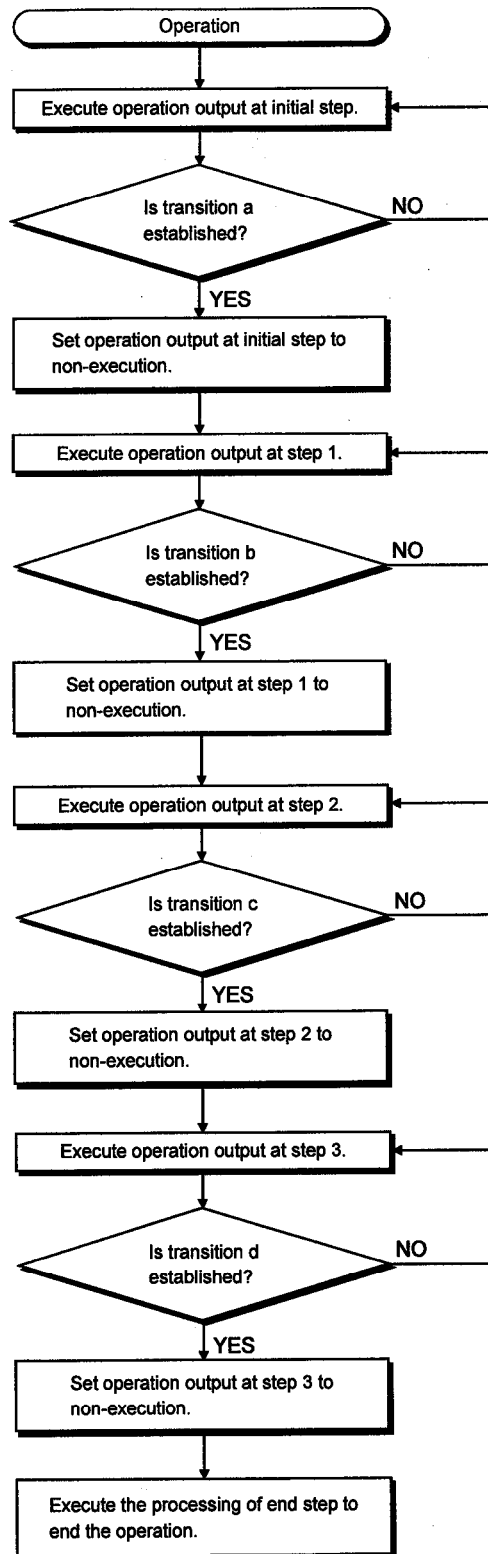 Operation
Execute operation output at initial step.
Is transition a
established?
NO
YES
Set operation output at initial step to
non-execution.
Execute operation output at step 1.
Is transition b
established?
NO
YES
Set operation output at step 1 to
non-execution.
Execute operation output at step 2.
Is transition c
established?
NO
YES
Set operation output at step 2 to
non-execution.
Execute operation output at step 3.
Is transition d
established?
NO
YES
Set operation output at step 3 to
non-execution.
Execute the processing of end step to
end the operation.